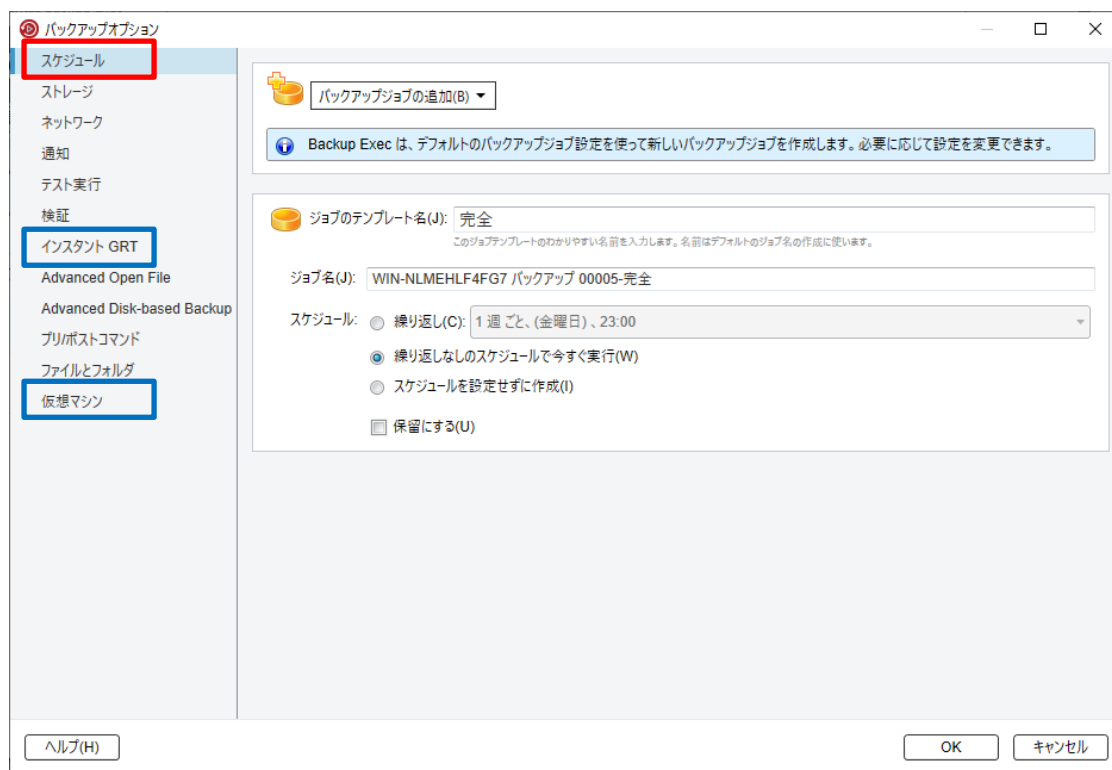 バックアップオプション
スケジュール
ストレージ
ネットワーク
通知
テスト実行
検証
インスタント GRT
Advanced Open File
Advanced Disk-based Backup
プリ/ポストコマンド
ファイルとフォルダ
仮想マシン
バックアップジョブの追加(B)
Backup Exec は、デフォルトのバックアップジョブ設定を使って新しいバックアップジョブを作成します。必要に応じて設定を変更できます。
ジョブのテンプレート名(J): 完全
このジョブテンプレートのわかりやすい名前を入力します。名前はデフォルトのジョブ名の作成に使います。
ジョブ名(J): WIN-NLMEHLF4FG7 バックアップ 00005-完全
スケジュール: 繰り返し(C): 1 週 ごと、(金曜日) 、23:00
繰り返しなしのスケジュールで今すぐ実行(W)
スケジュールを設定せずに作成(I)
保留にする(U)
ヘルプ(H) OK キャンセル